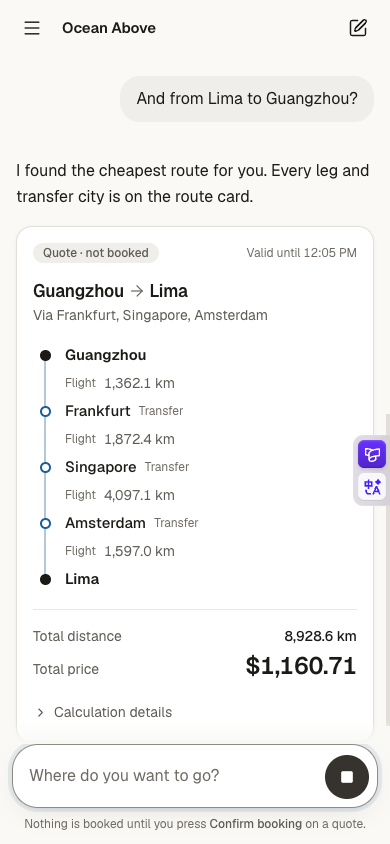 Ocean Above
And from Lima to Guangzhou?
I found the cheapest route for you. Every leg and
transfer city is on the route card.
Quote · not booked
Valid until 12:05 PM
Guangzhou → Lima
Via Frankfurt, Singapore, Amsterdam
Guangzhou
Flight 1,362.1 km
Frankfurt Transfer
Flight 1,872.4 km
Singapore Transfer
Flight 4,097.1 km
Amsterdam Transfer
Flight 1,597.0 km
Lima
Total distance 8,928.6 km
Total price $1,160.71
Calculation details
Where do you want to go?
Nothing is booked until you press Confirm booking on a quote.